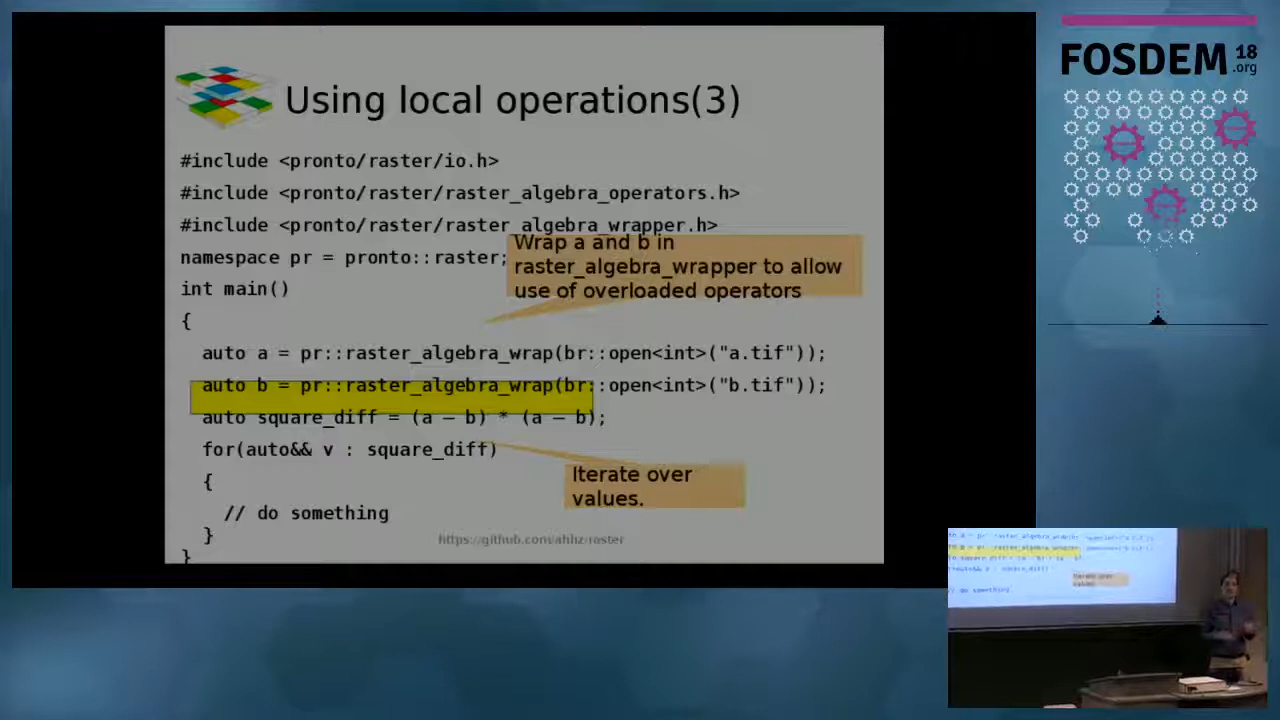 FOSDEM 18
.org
Using local operations(3)
#include <pronto/raster/io.h>
#include <pronto/raster/raster_algebra_operators.h>
#include <pronto/raster/raster_algebra_wrapper.h>
namespace pr = pronto::raster;
Wrap a and b in
raster_algebra_wrapper to allow
use of overloaded operators
int main()
{
auto a = pr::raster_algebra_wrap(br::open<int>("a.tif"));
auto b = pr::raster_algebra_wrap(br::open<int>("b.tif"));
auto square_diff = (a – b) * (a – b);
for(auto&& v : square_diff)
{
Iterate over
values.
// do something
}
https://github.com/ahhz/raster
}